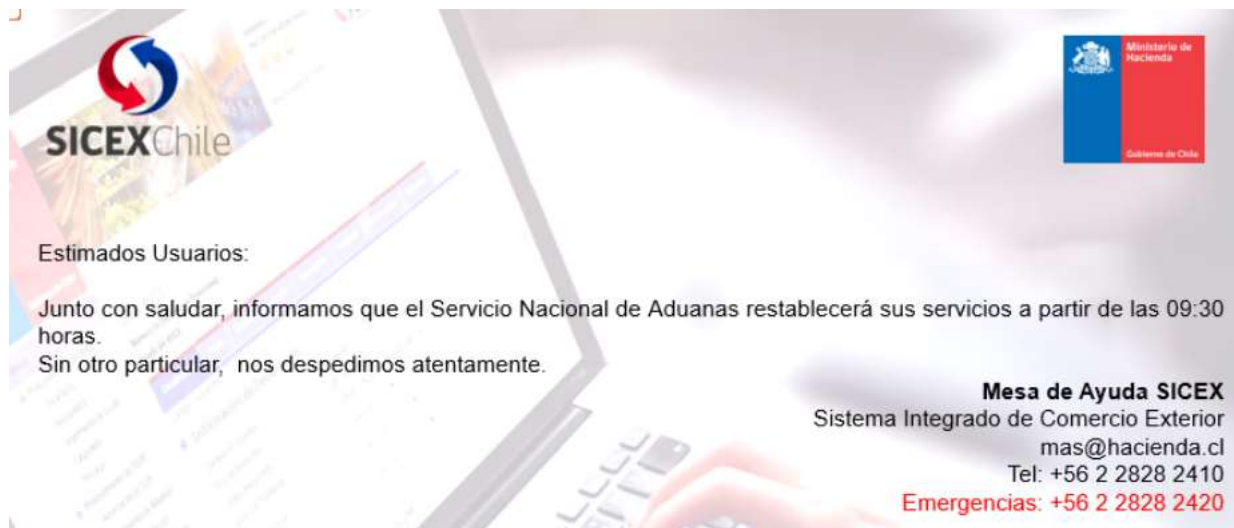 SICEXChile
Ministerio de
Hacienda
Gobierno de Chile
Estimados Usuarios:
Junto con saludar, informamos que el Servicio Nacional de Aduanas restablecerá sus servicios a partir de las 09:30
horas.
Sin otro particular,  nos despedimos atentamente.
Mesa de Ayuda SICEX
Sistema Integrado de Comercio Exterior
mas@hacienda.cl
Tel: +56 2 2828 2410
Emergencias: +56 2 2828 2420